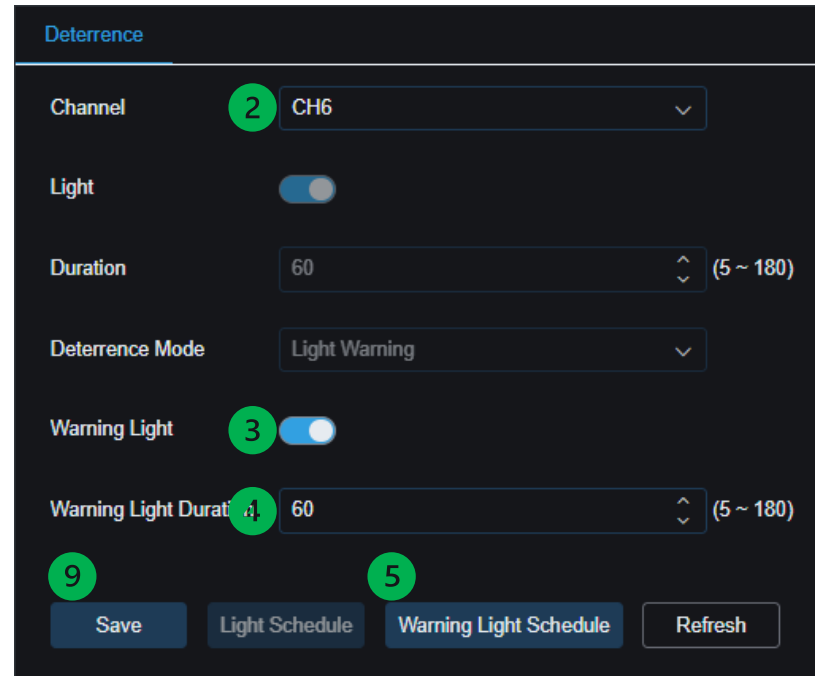 Deterrence
Channel 2 CH6
Light
Duration 60 (5 ~ 180)
Deterrence Mode Light Warning
Warning Light 3
Warning Light Durati 4 60 (5 ~ 180)
9 5
Save Light Schedule Warning Light Schedule Refresh